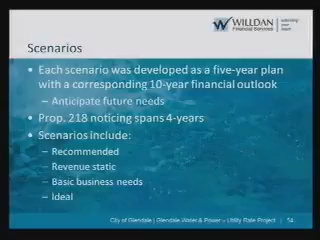 WILLDAN
Financial Services
Scenarios
• Each scenario was developed as a five-year plan
with a corresponding 10-year financial outlook
– Anticipate future needs
• Prop. 218 noticing spans 4-years
• Scenarios include:
– Recommended
– Revenue static
– Basic business needs
– Ideal
City of Glendale | Glendale Water & Power – Utility Rate Project | 54